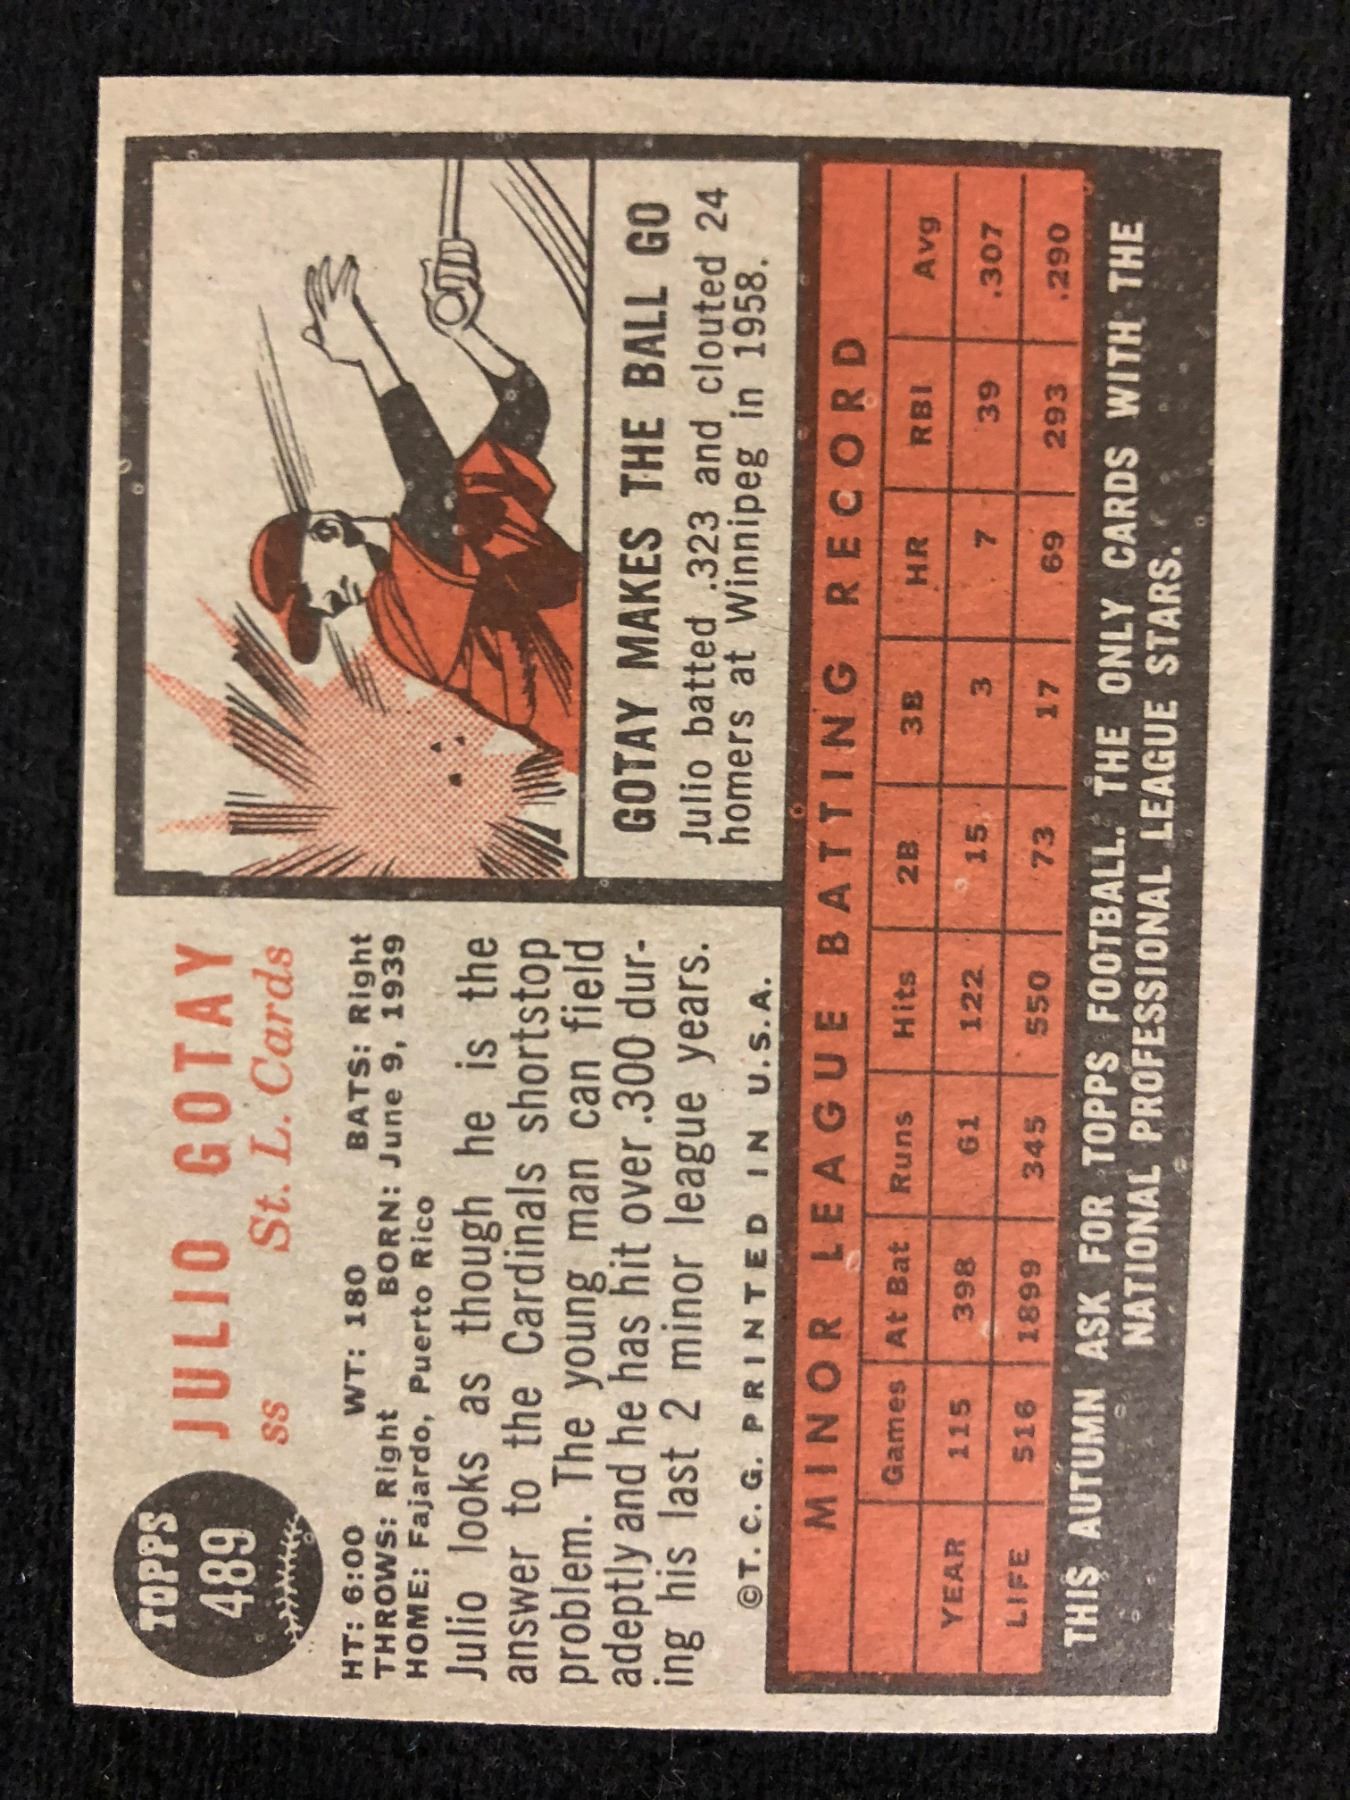 TOPPS
489
JULIO GOTAY
ss St. L. Cards
HT: 6:00 WT: 180 BATS: Right
THROWS: Right BORN: June 9, 1939
HOME: Fajardo, Puerto Rico
Julio looks as though he is the
answer to the Cardinals shortstop
problem. The young man can field
adeptly and he has hit over .300 dur-
ing his last 2 minor league years.
©T. C. G. PRINTED IN U.S.A.
GOTAY MAKES THE BALL GO
Julio batted .323 and clouted 24
homers at Winnipeg in 1958.
MINOR LEAGUE BATTING RECORD
Games At Bat Runs Hits 2B 3B HR RBI Avg
YEAR 115 398 61 122 15 3 7 39 .307
LIFE 516 1899 345 550 73 17 69 293 .290
THIS AUTUMN ASK FOR TOPPS FOOTBALL. THE ONLY CARDS WITH THE
NATIONAL PROFESSIONAL LEAGUE STARS.